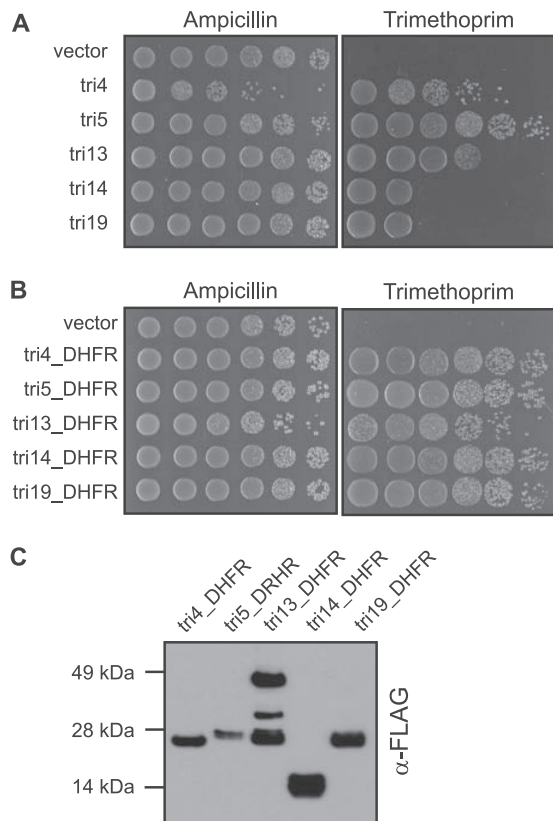 A
Ampicillin Trimethoprim
vector
tri4
tri5
tri13
tri14
tri19
B
Ampicillin Trimethoprim
vector
tri4_DHFR
tri5_DHFR
tri13_DHFR
tri14_DHFR
tri19_DHFR
C
tri4_DHFR
tri5_DRHR
tri13_DHFR
tri14_DHFR
tri19_DHFR
49 kDa
28 kDa
14 kDa
α-FLAG